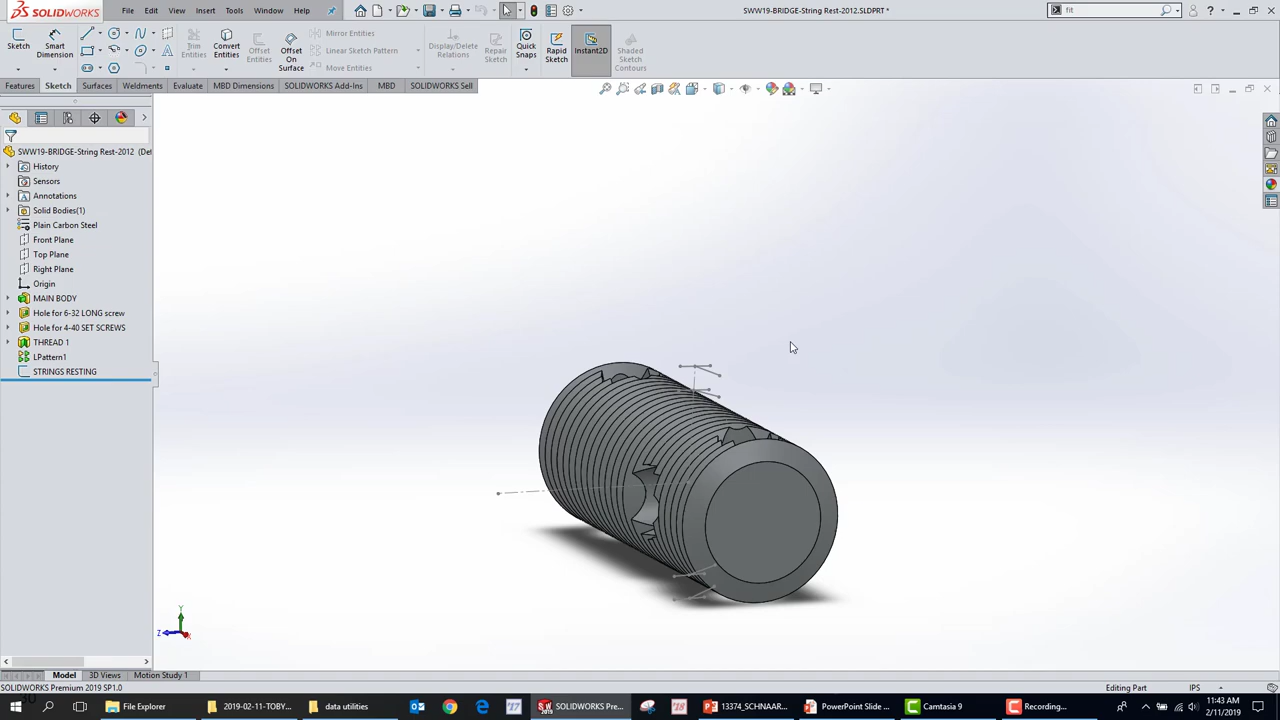 SOLIDWORKS File Edit View Insert Tools Window Help SWW19-BRIDGE-String Rest-2012.SLDPRT * fit
Sketch Smart Dimension Trim Entities Convert Entities Offset Entities Offset On Surface Mirror Entities Linear Sketch Pattern Move Entities Display/Delete Relations Repair Sketch Quick Snaps Rapid Sketch Instant2D Shaded Sketch Contours
Features Sketch Surfaces Weldments Evaluate MBD Dimensions SOLIDWORKS Add-Ins MBD SOLIDWORKS Sell
SWW19-BRIDGE-String Rest-2012 (Def
History
Sensors
Annotations
Solid Bodies(1)
Plain Carbon Steel
Front Plane
Top Plane
Right Plane
Origin
MAIN BODY
Hole for 6-32 LONG screw
Hole for 4-40 SET SCREWS
THREAD 1
LPattern1
STRINGS RESTING
Y
Z X
Model 3D Views Motion Study 1
SOLIDWORKS Premium 2019 SP1.0 Editing Part IPS
File Explorer 2019-02-11-TOBY... data utilities '17 SOLIDWORKS Pre... '18 13374_SCHNAAR... PowerPoint Slide ... Camtasia 9 Recording... 11:43 AM
2/11/2019